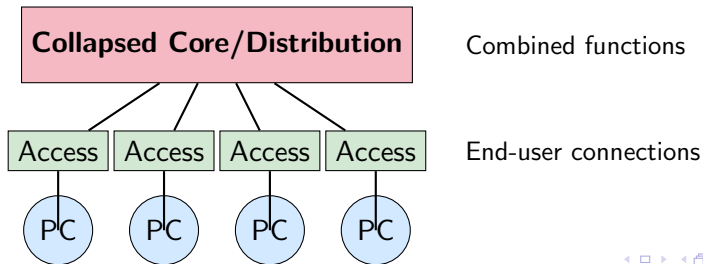 Collapsed Core/Distribution
Combined functions
Access Access Access Access
End-user connections
PC PC PC PC